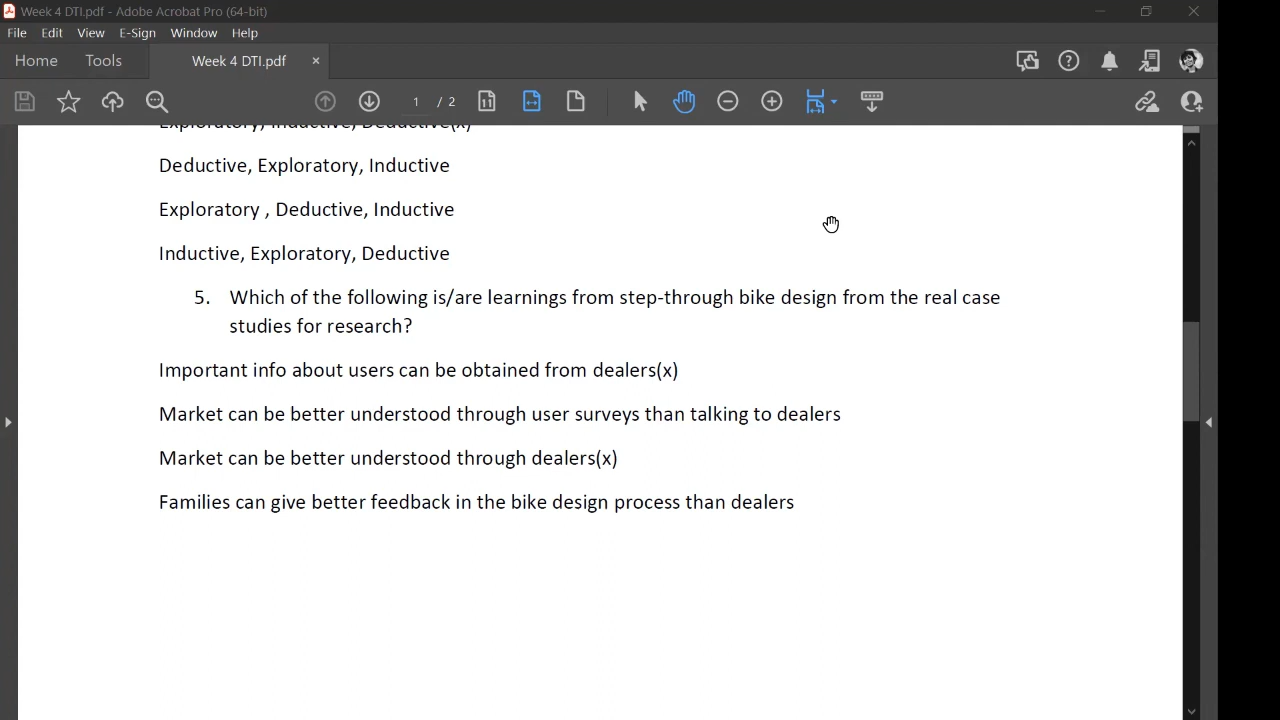 Week 4 DTI.pdf - Adobe Acrobat Pro (64-bit)
File Edit View E-Sign Window Help
Home Tools Week 4 DTI.pdf ×
1 / 2
Exploratory, Inductive, Deductive(x)
Deductive, Exploratory, Inductive
Exploratory , Deductive, Inductive
Inductive, Exploratory, Deductive
5. Which of the following is/are learnings from step-through bike design from the real case
studies for research?
Important info about users can be obtained from dealers(x)
Market can be better understood through user surveys than talking to dealers
Market can be better understood through dealers(x)
Families can give better feedback in the bike design process than dealers